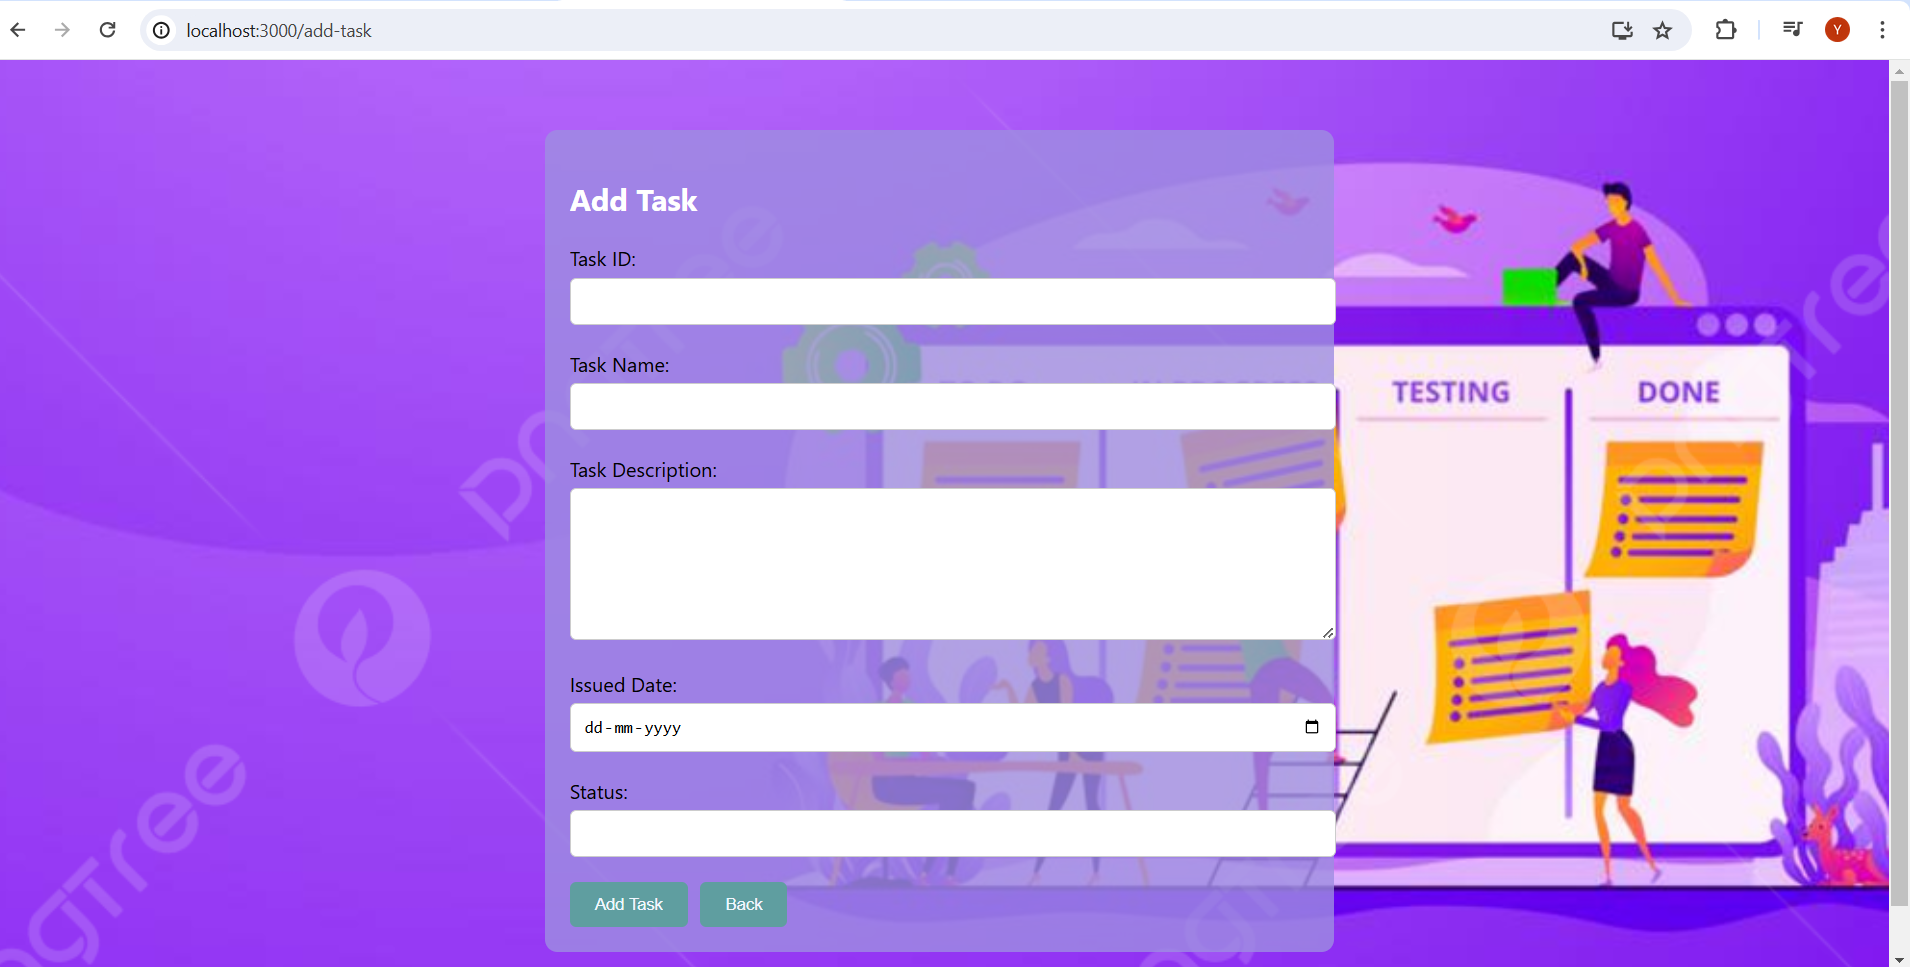 localhost:3000/add-task
Y
Add Task
Task ID:
Task Name:
TESTING
DONE
Task Description:
Issued Date:
dd-mm-yyyy
Status:
Add Task
Back
pngtree